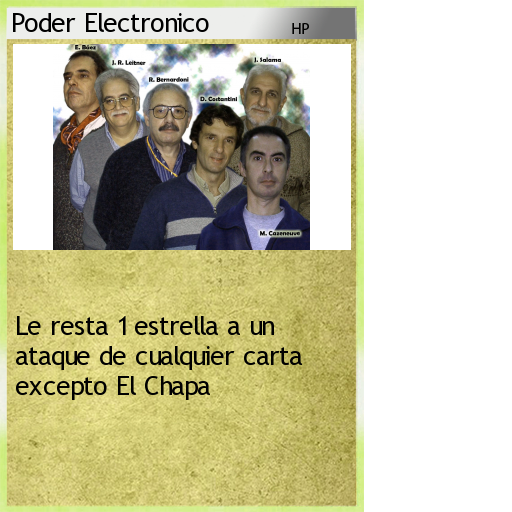 Poder Electronico
HP
E. Báez
J. R. Leitner
J. Salama
R. Bernardoni
D. Costantini
M. Cazeneuve
Le resta 1 estrella a un
ataque de cualquier carta
excepto El Chapa